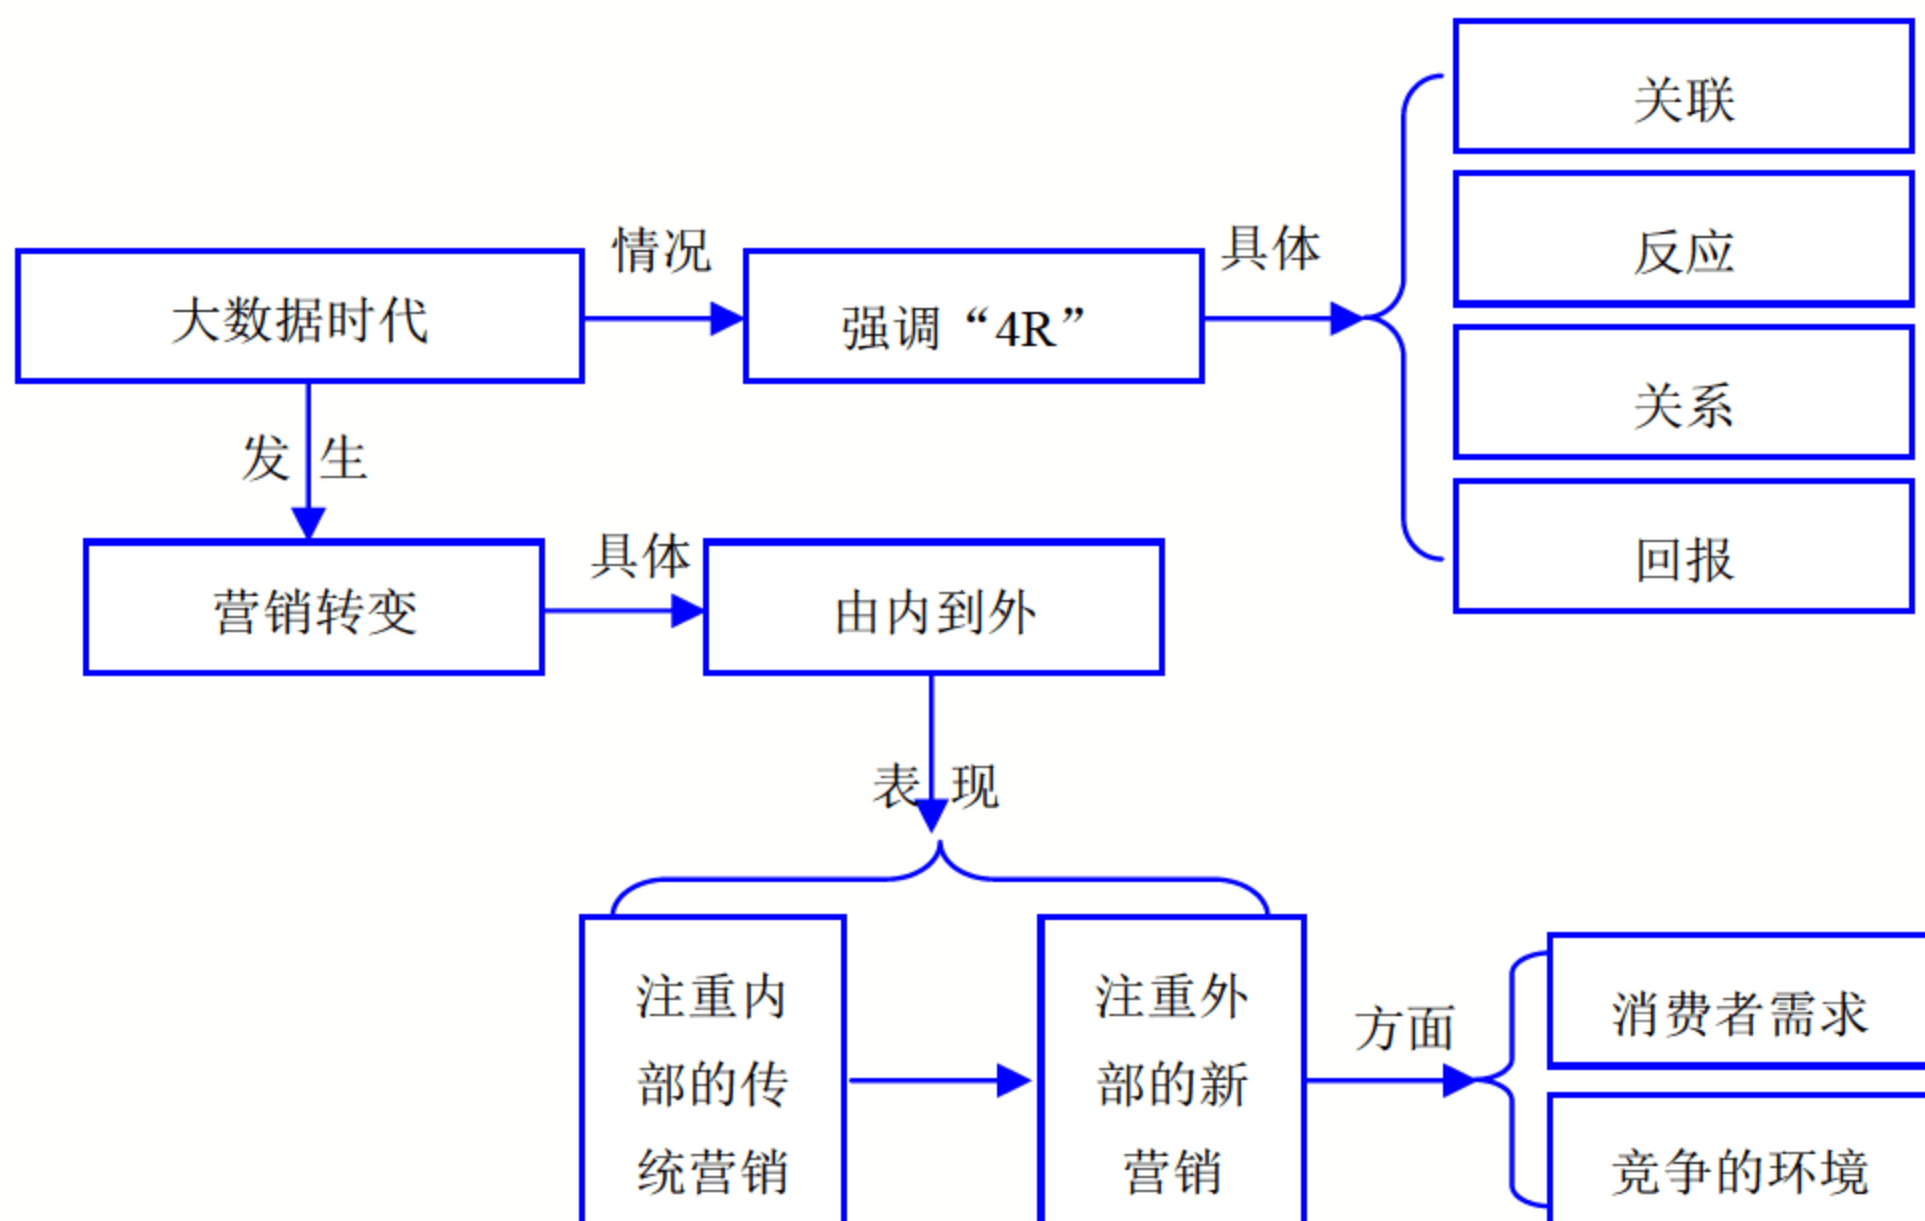 关联
反应
情况
具体
大数据时代
强调“4R”
关系
发生
具体
回报
营销转变
由内到外
表现
注重内
部的传
统营销
注重外
部的新
营销
方面
消费者需求
竞争的环境